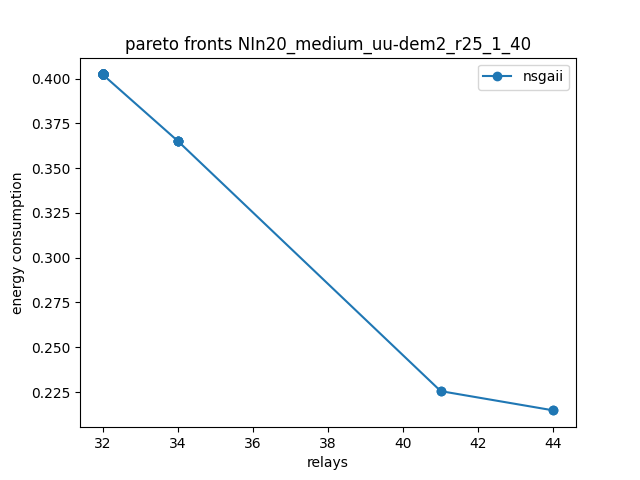 pareto fronts NIn20_medium_uu-dem2_r25_1_40
nsgaii
0.400
0.375
0.350
0.325
0.300
0.275
0.250
0.225
energy consumption
32 34 36 38 40 42 44
relays